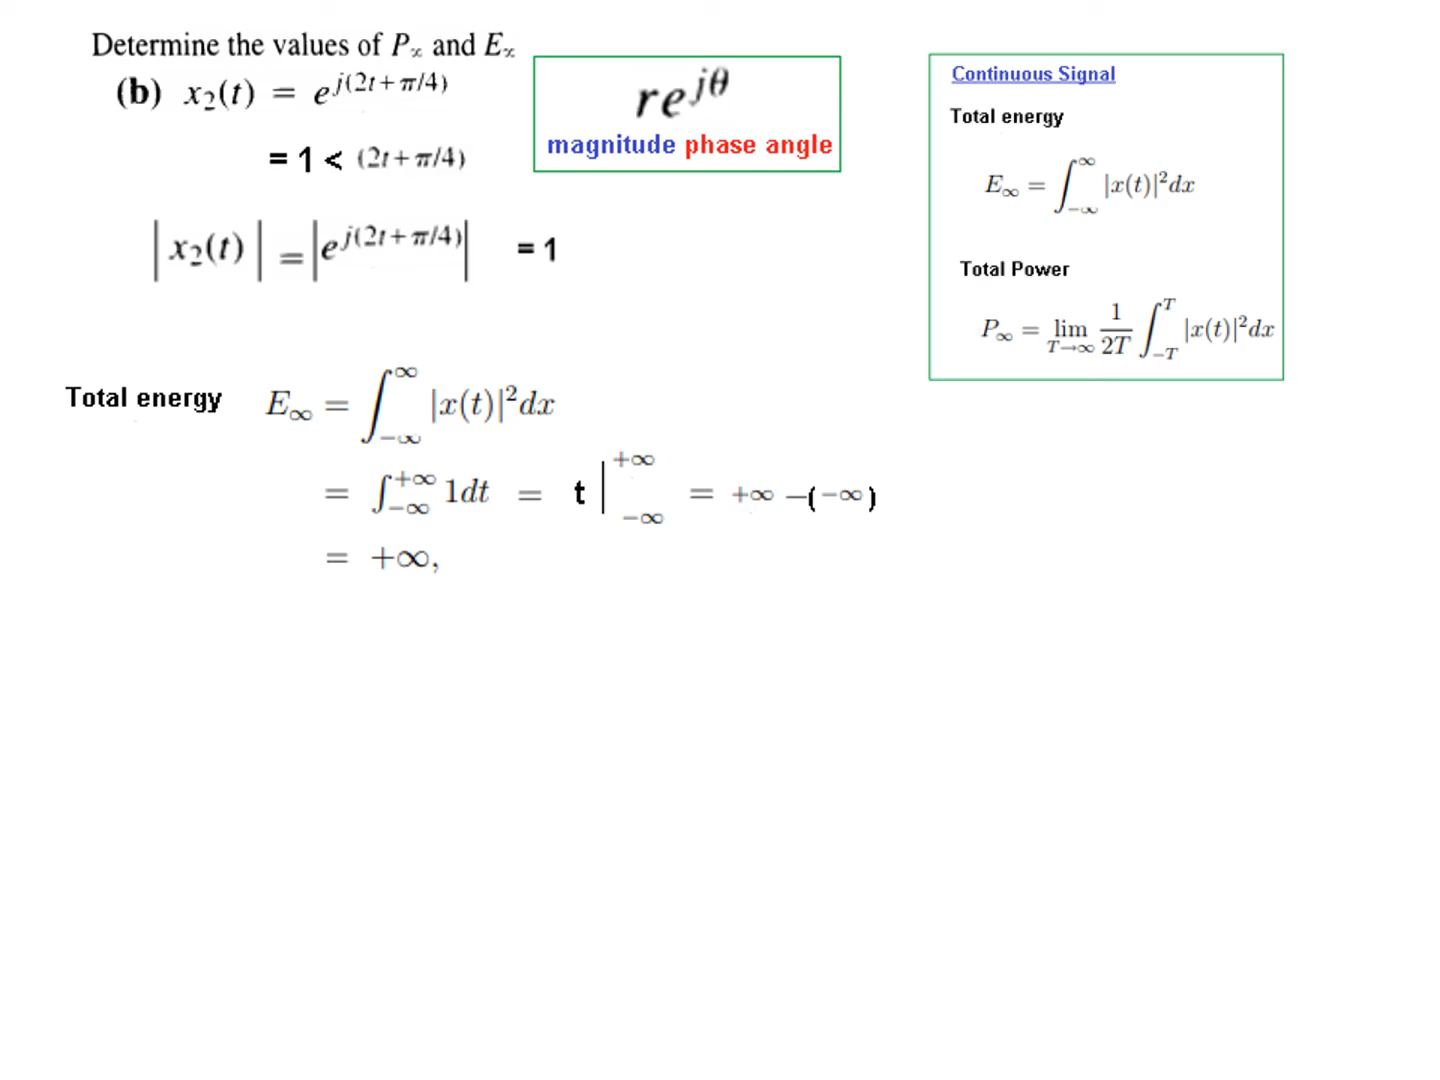 Determine the values of P∞ and E∞
(b) x₂(t) = e^{j(2t+π/4)}
= 1 < (2t+π/4)
|x₂(t)| = |e^{j(2t+π/4)}| = 1
re^{jθ}
magnitude phase angle
Continuous Signal
Total energy
E∞ = ∫_{-∞}^{∞} |x(t)|²dx
Total Power
P∞ = lim_{T→∞} 1/2T ∫_{-T}^{T} |x(t)|²dx
Total energy E∞ = ∫_{-∞}^{∞} |x(t)|²dx
= ∫_{-∞}^{+∞} 1dt = t |_{-∞}^{+∞} = +∞ –( -∞ )
= +∞,